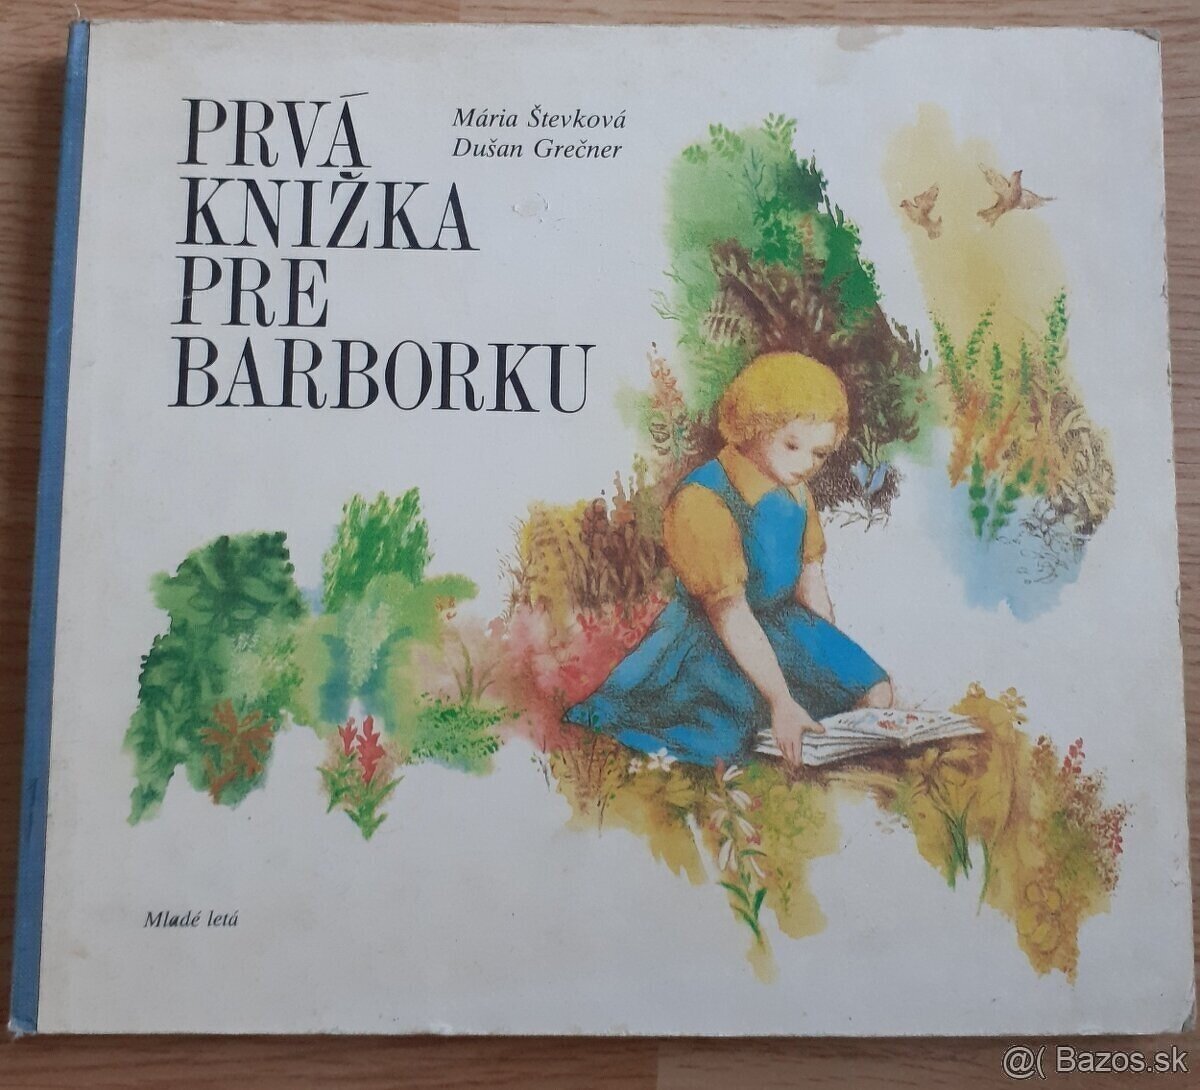 PRVÁ
KNIŽKA
PRE
BARBORKU
Mária Števková
Dušan Grečner
Mladé letá
@( Bazos.sk